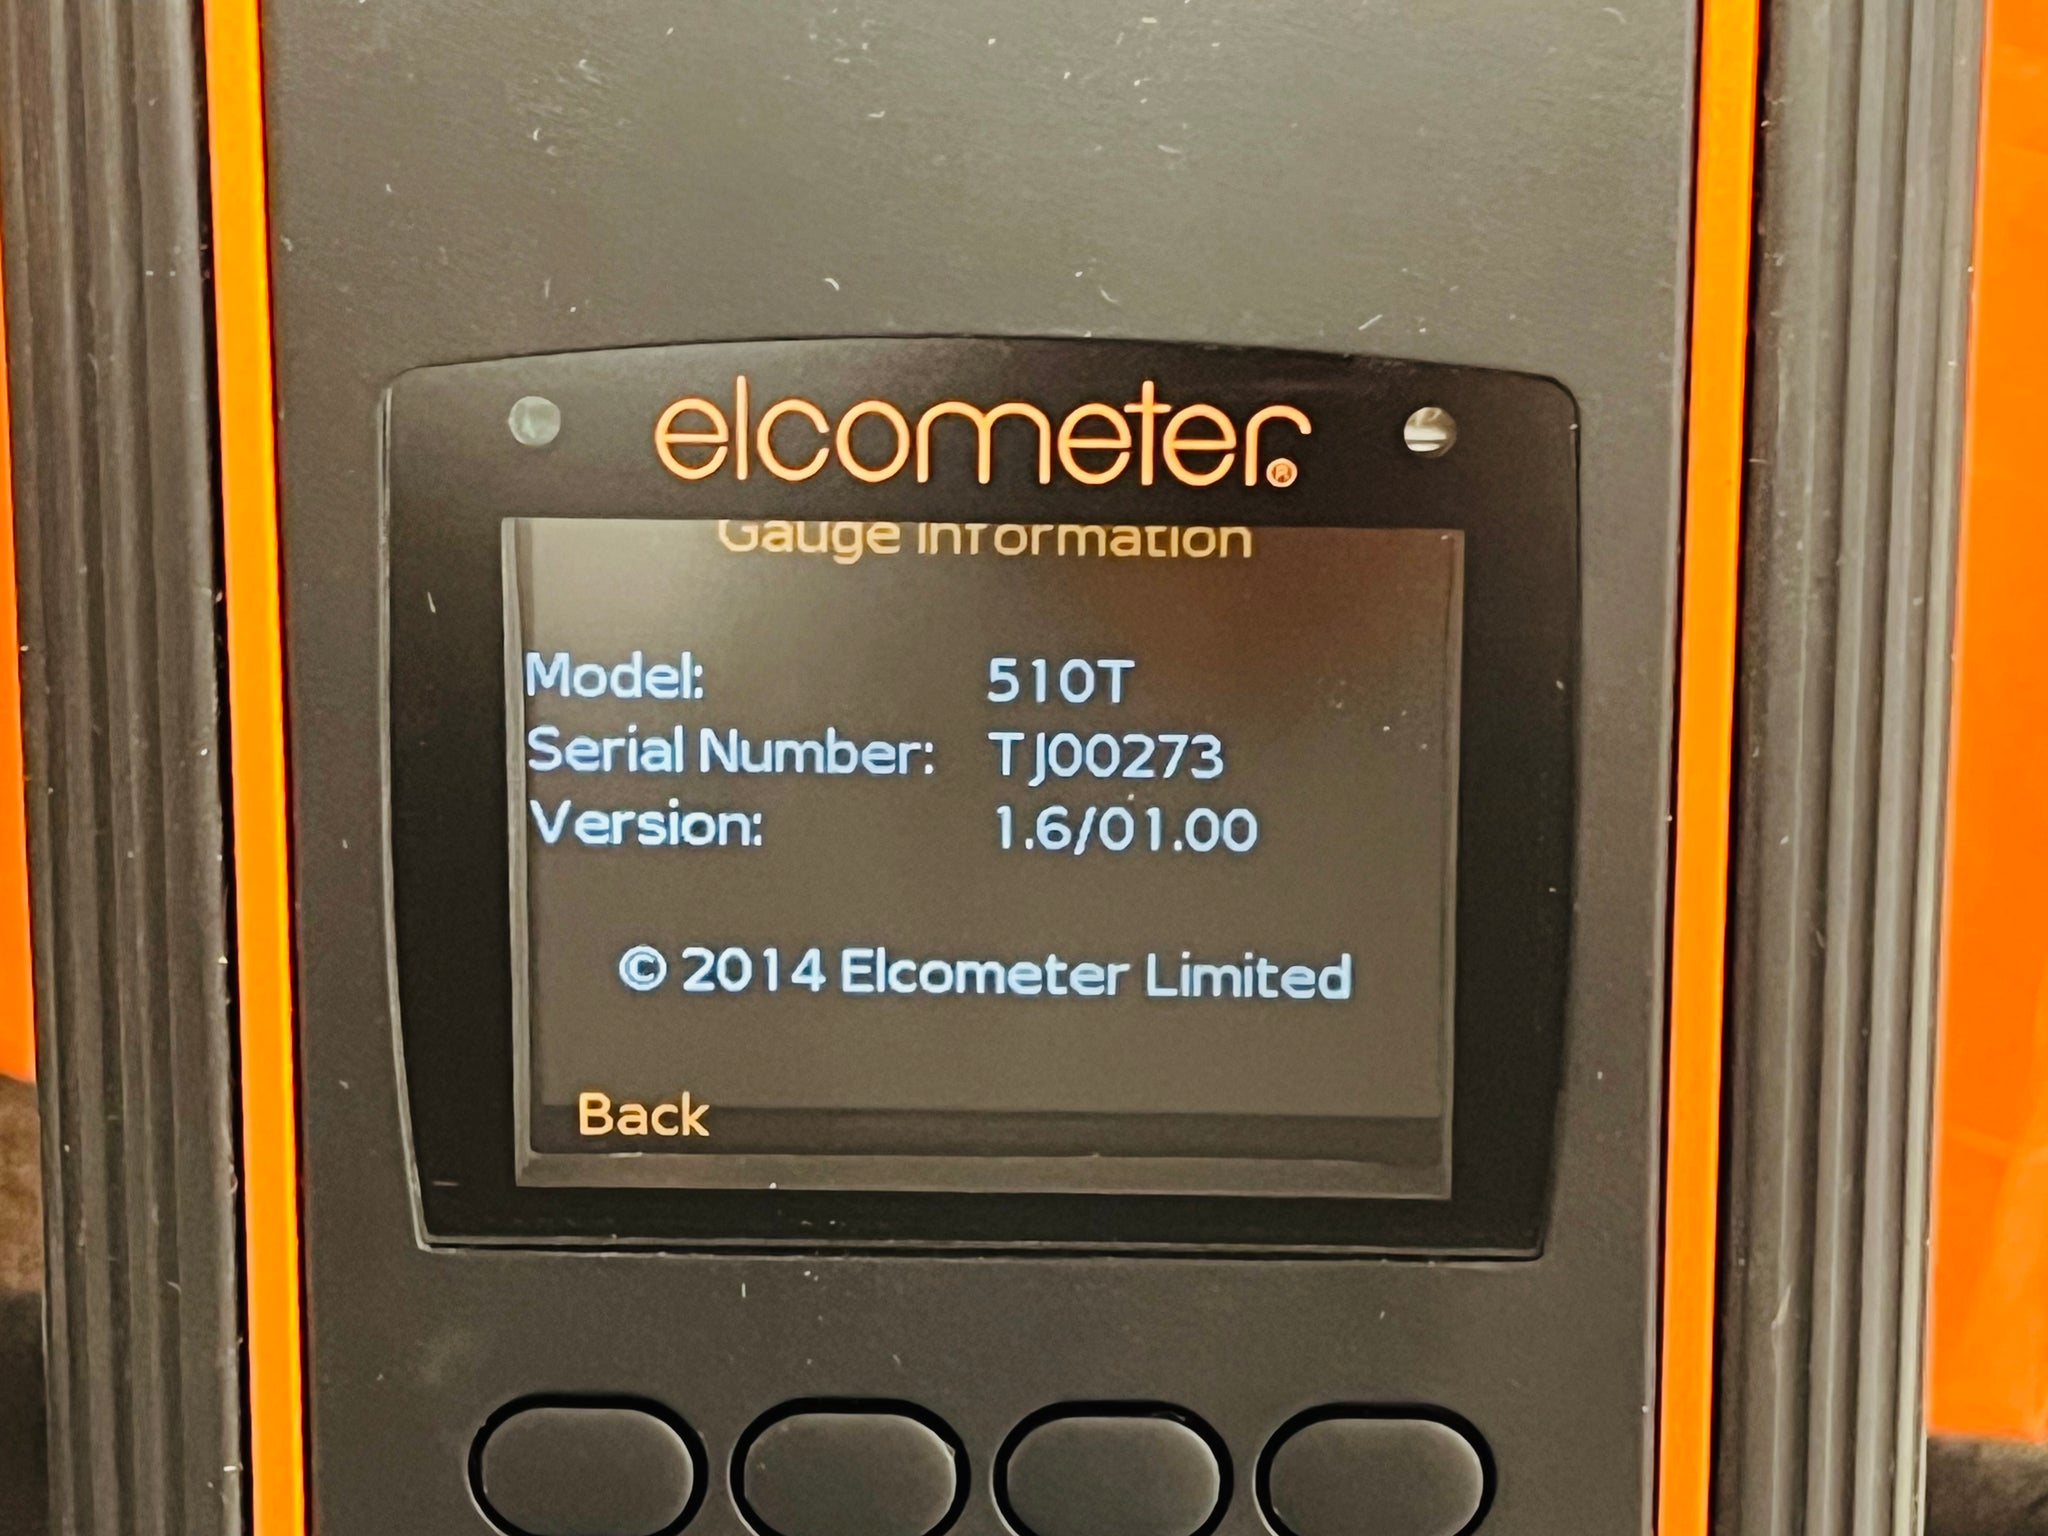 elcometer®
Gauge Information
Model: 510T
Serial Number: TJ00273
Version: 1.6/01.00
© 2014 Elcometer Limited
Back